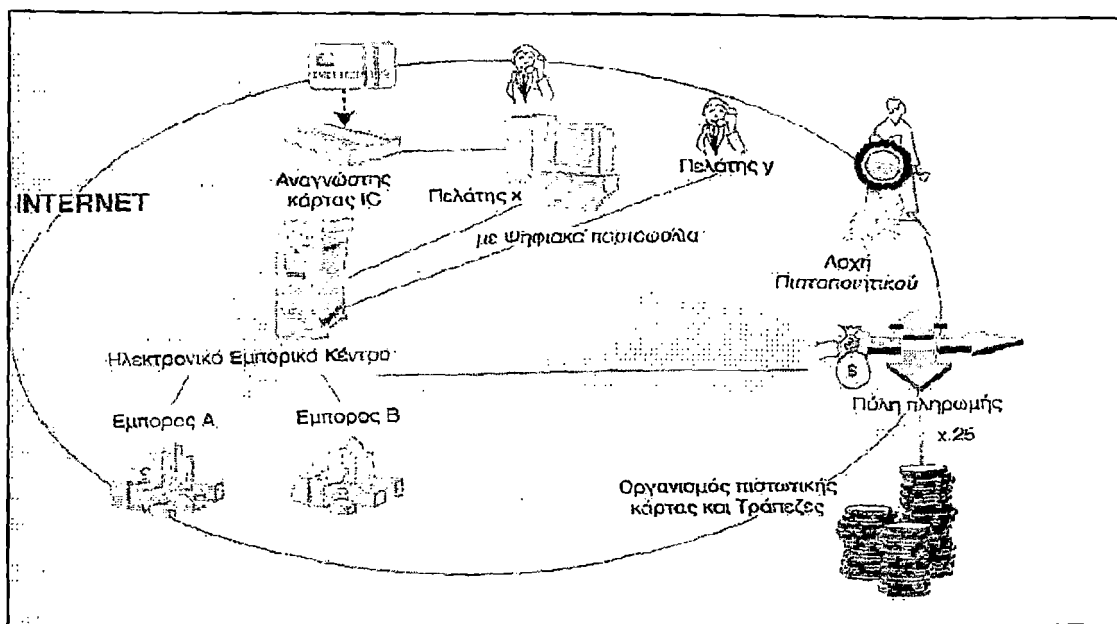 INTERNET
Αναγνώστης
κάρτας IC
Πελάτης x
Πελάτης y
με Ψηφιακά πορτοφόλια
Αρχή
Πιστοποιητικού
Ηλεκτρονικό Εμπορικό Κέντρο
Εμπορος Α
Εμπορος Β
$
Πύλη πληρωμής
x.25
Οργανισμός πιστωτικής
κάρτας και Τράπεζες